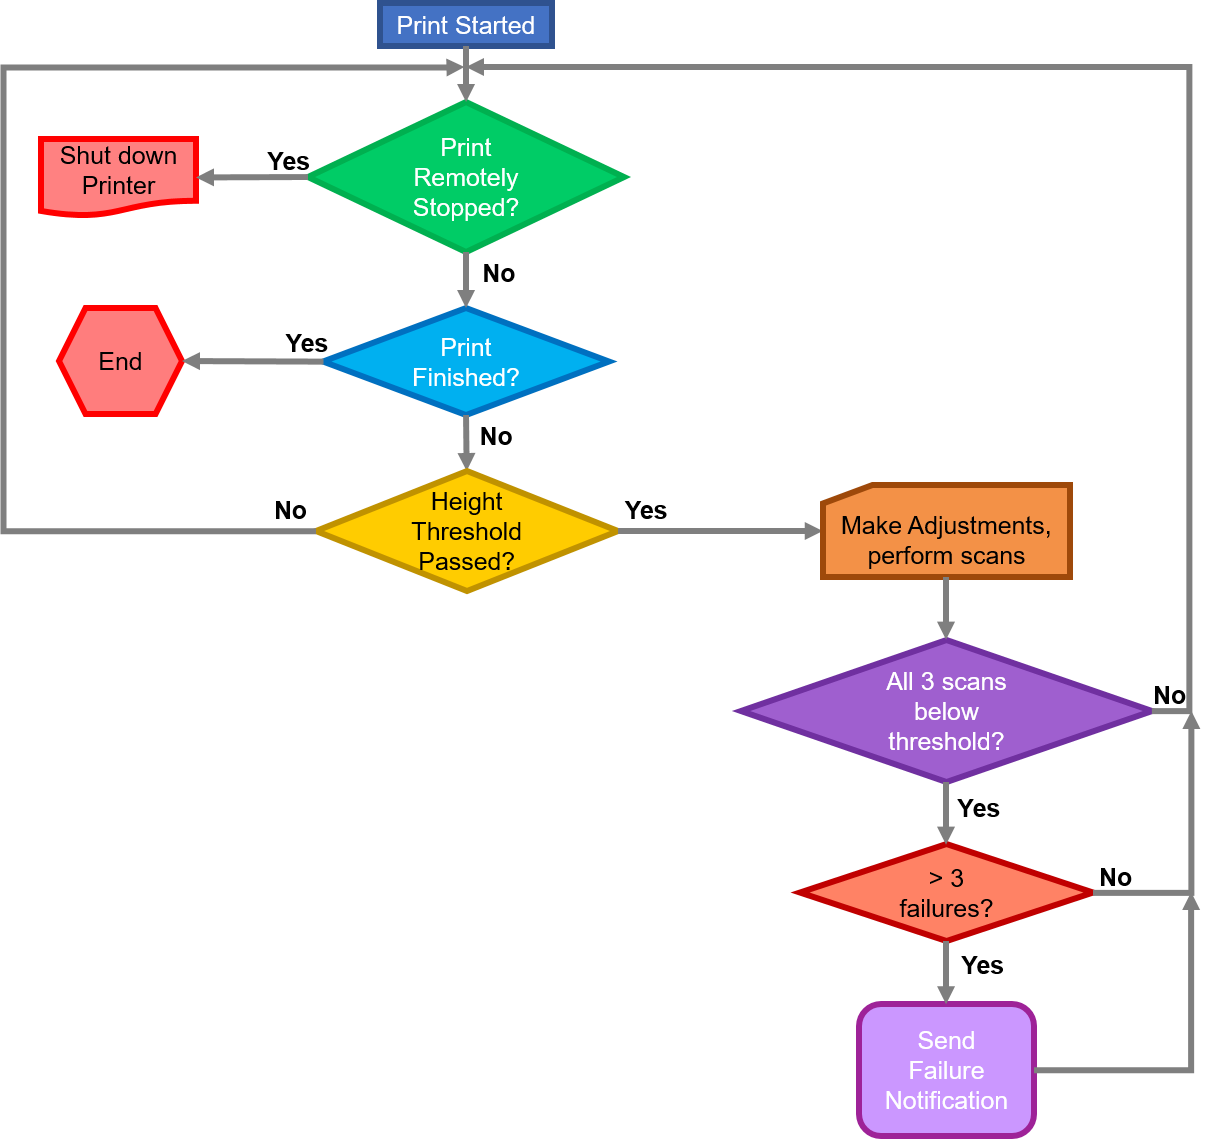 Print Started
Yes
Shut down
Printer
Print
Remotely
Stopped?
No
Yes
End
Print
Finished?
No
No
Height
Threshold
Passed?
Yes
Make Adjustments,
perform scans
All 3 scans
below
threshold?
No
Yes
> 3
failures?
No
Yes
Send
Failure
Notification